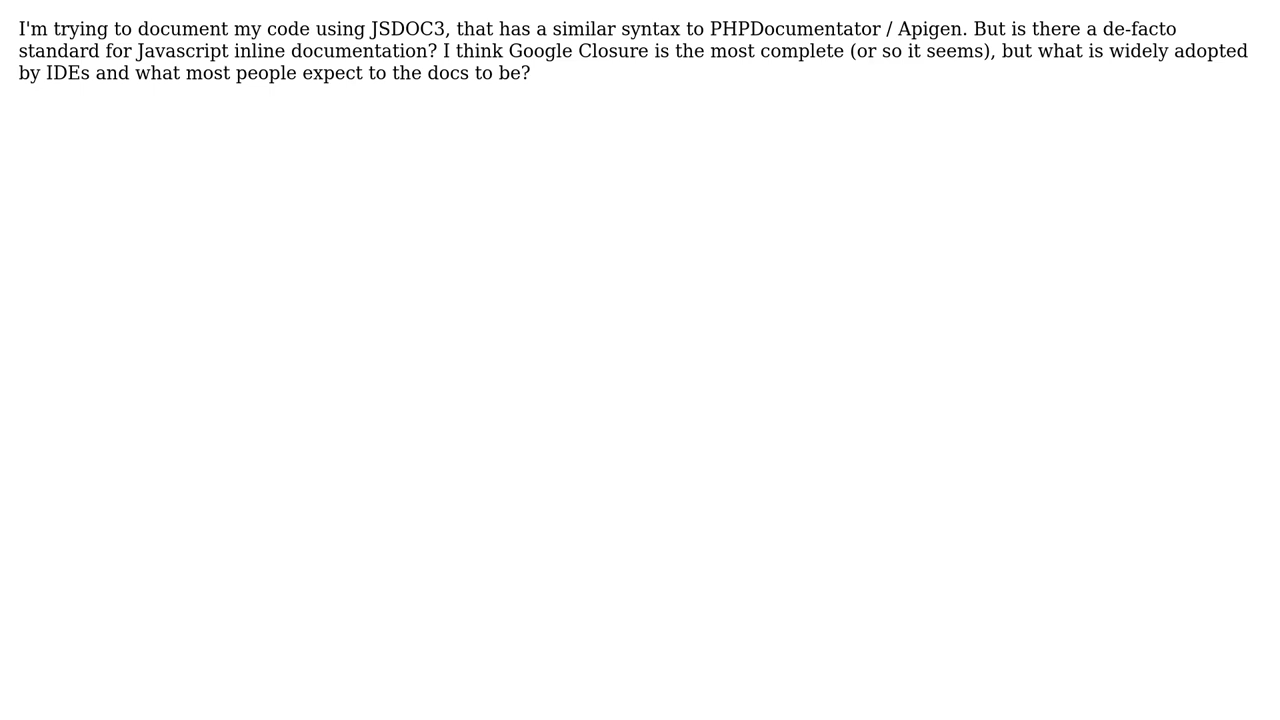 I'm trying to document my code using JSDOC3, that has a similar syntax to PHPDocumentator / Apigen. But is there a de-facto
standard for Javascript inline documentation? I think Google Closure is the most complete (or so it seems), but what is widely adopted
by IDEs and what most people expect to the docs to be?